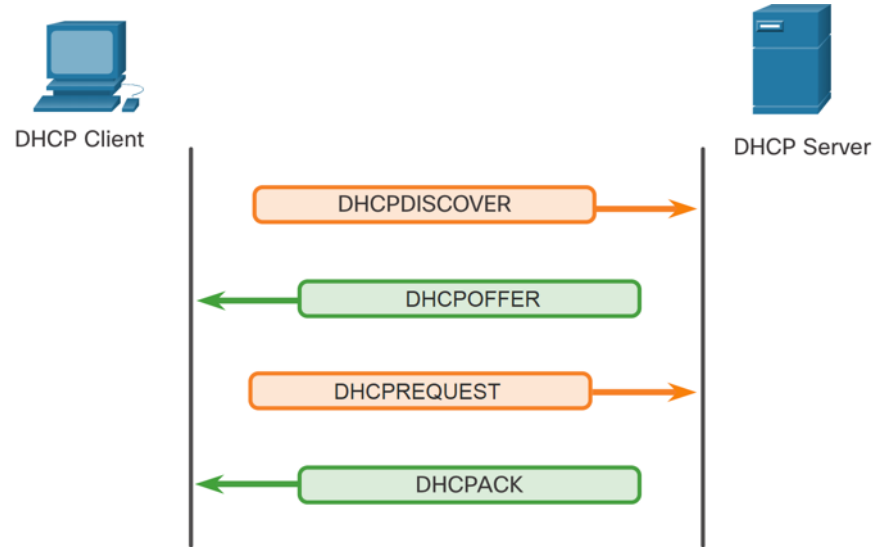 DHCP Client
DHCP Server
DHCPDISCOVER
DHCPOFFER
DHCPREQUEST
DHCPACK